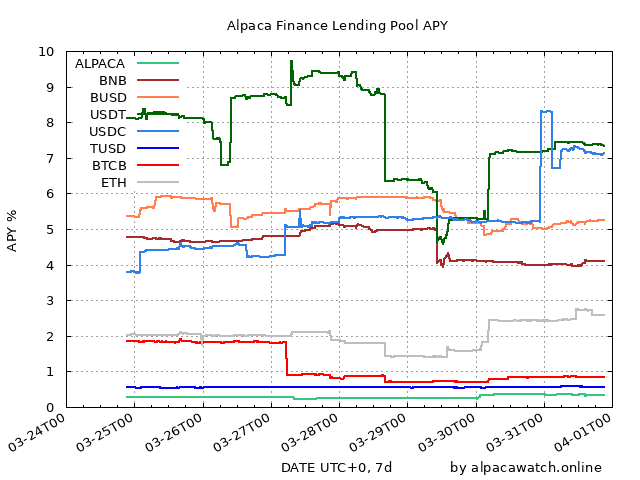 Alpaca Finance Lending Pool APY
10
9
8
7
6
5
4
3
2
1
0
APY %
ALPACA
BNB
BUSD
USDT
USDC
TUSD
BTCB
ETH
03-24T00
03-25T00
03-26T00
03-27T00
03-28T00
03-29T00
03-30T00
03-31T00
04-01T00
DATE UTC+0, 7d
by alpacawatch.online